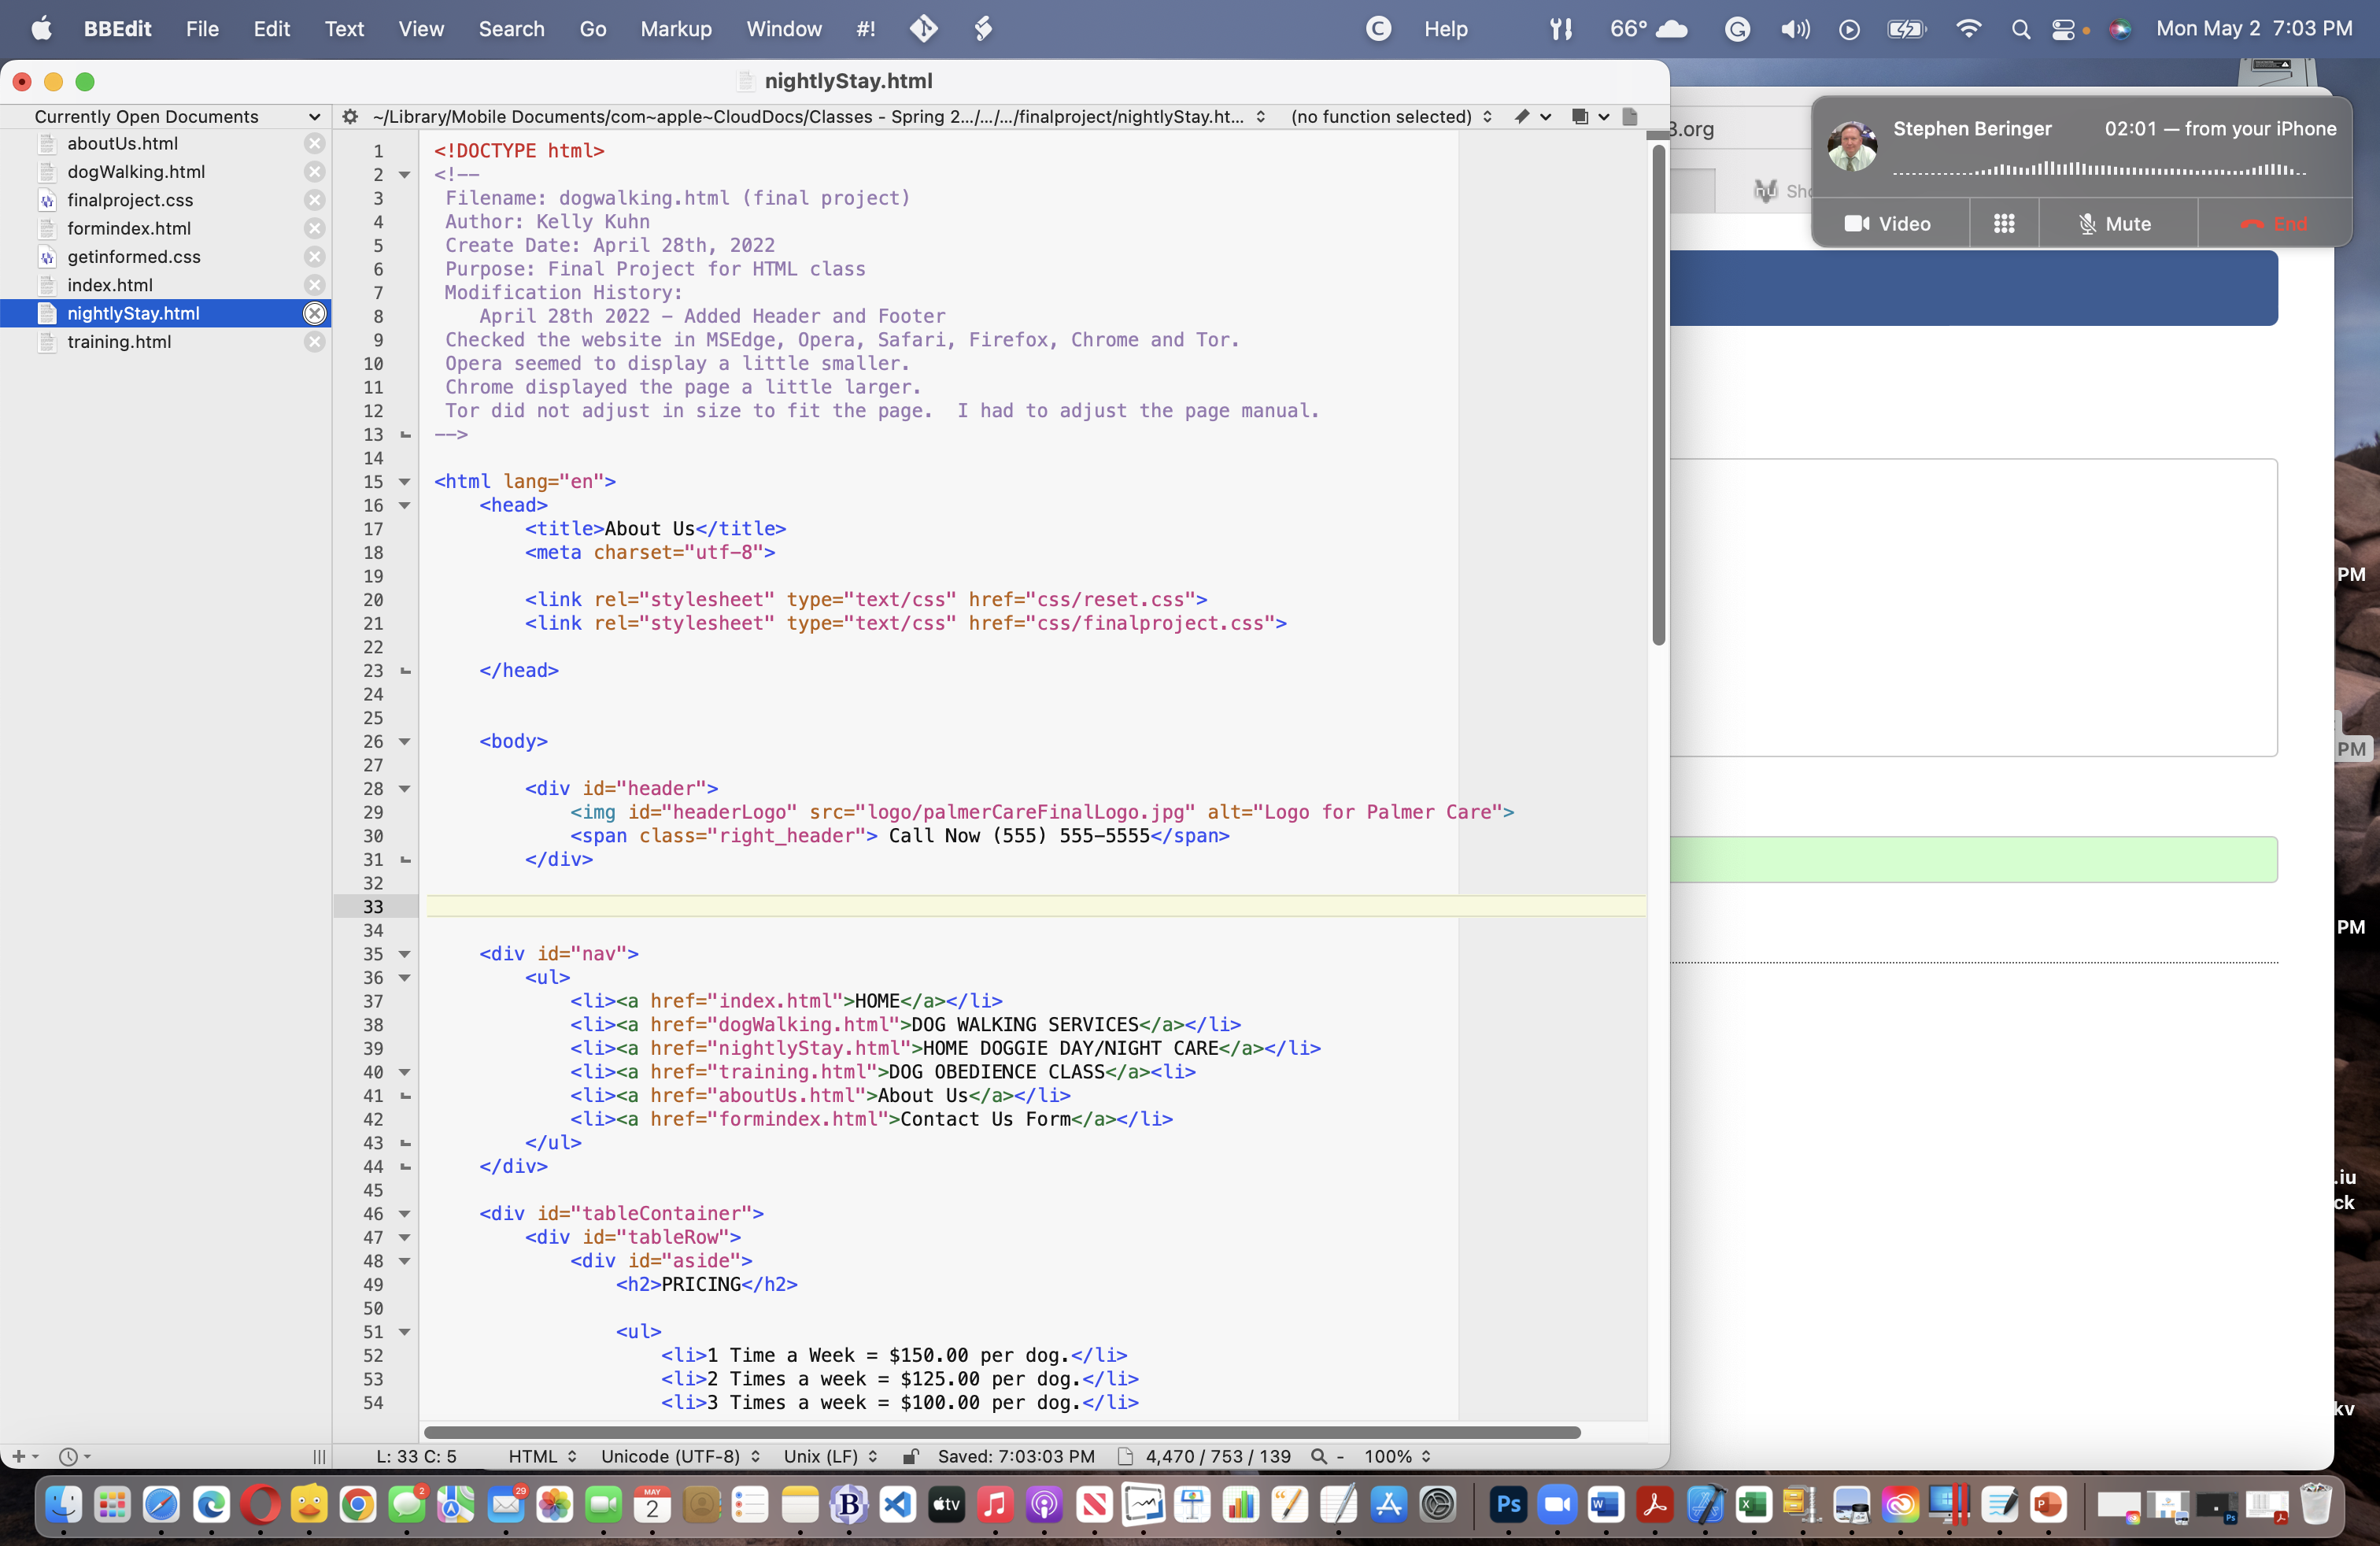 BBEdit File Edit Text View Search Go Markup Window #! Help 66° Mon May 2 7:03 PM
nightlyStay.html
Currently Open Documents
~/Library/Mobile Documents/com~apple~CloudDocs/Classes - Spring 2.../.../.../finalproject/nightlyStay.ht... (no function selected)
aboutUs.html
dogWalking.html
finalproject.css
formindex.html
getinformed.css
index.html
nightlyStay.html
training.html
1 <!DOCTYPE html>
2 <!--
3 Filename: dogwalking.html (final project)
4 Author: Kelly Kuhn
5 Create Date: April 28th, 2022
6 Purpose: Final Project for HTML class
7 Modification History:
8 April 28th 2022 - Added Header and Footer
9 Checked the website in MSEdge, Opera, Safari, Firefox, Chrome and Tor.
10 Opera seemed to display a little smaller.
11 Chrome displayed the page a little larger.
12 Tor did not adjust in size to fit the page.  I had to adjust the page manual.
13 -->
14
15 <html lang="en">
16 <head>
17 <title>About Us</title>
18 <meta charset="utf-8">
19
20 <link rel="stylesheet" type="text/css" href="css/reset.css">
21 <link rel="stylesheet" type="text/css" href="css/finalproject.css">
22
23 </head>
24
25
26 <body>
27
28 <div id="header">
29 <img id="headerLogo" src="logo/palmerCareFinalLogo.jpg" alt="Logo for Palmer Care">
30 <span class="right_header"> Call Now (555) 555-5555</span>
31 </div>
32
33
34
35 <div id="nav">
36 <ul>
37 <li><a href="index.html">HOME</a></li>
38 <li><a href="dogWalking.html">DOG WALKING SERVICES</a></li>
39 <li><a href="nightlyStay.html">HOME DOGGIE DAY/NIGHT CARE</a></li>
40 <li><a href="training.html">DOG OBEDIENCE CLASS</a><li>
41 <li><a href="aboutUs.html">About Us</a></li>
42 <li><a href="formindex.html">Contact Us Form</a></li>
43 </ul>
44 </div>
45
46 <div id="tableContainer">
47 <div id="tableRow">
48 <div id="aside">
49 <h2>PRICING</h2>
50
51 <ul>
52 <li>1 Time a Week = $150.00 per dog.</li>
53 <li>2 Times a week = $125.00 per dog.</li>
54 <li>3 Times a week = $100.00 per dog.</li>
L: 33 C: 5 HTML Unicode (UTF-8) Unix (LF) Saved: 7:03:03 PM 4,470 / 753 / 139 100%
3.org
Sho
Stephen Beringer 02:01 — from your iPhone
Video Mute End
PM
PM
PM
.iu
ck
kv
2
29
MAY
2
tv
Ps